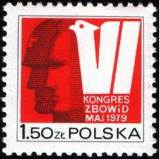 VI
KONGRES
ZBOWiD
MAJ 1979
1.50 ZŁ POLSKA